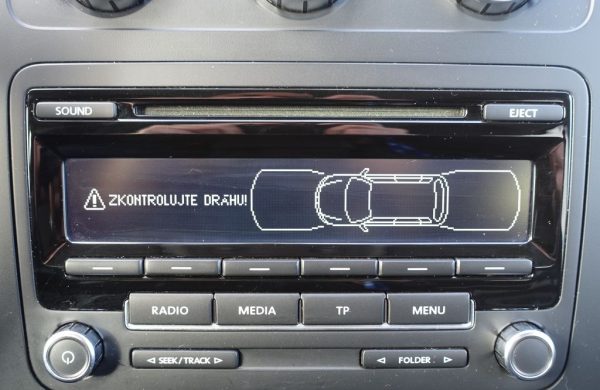 SOUND
EJECT
ZKONTROLUJTE DRÁHU!
RADIO
MEDIA
TP
MENU
SEEK/TRACK
FOLDER